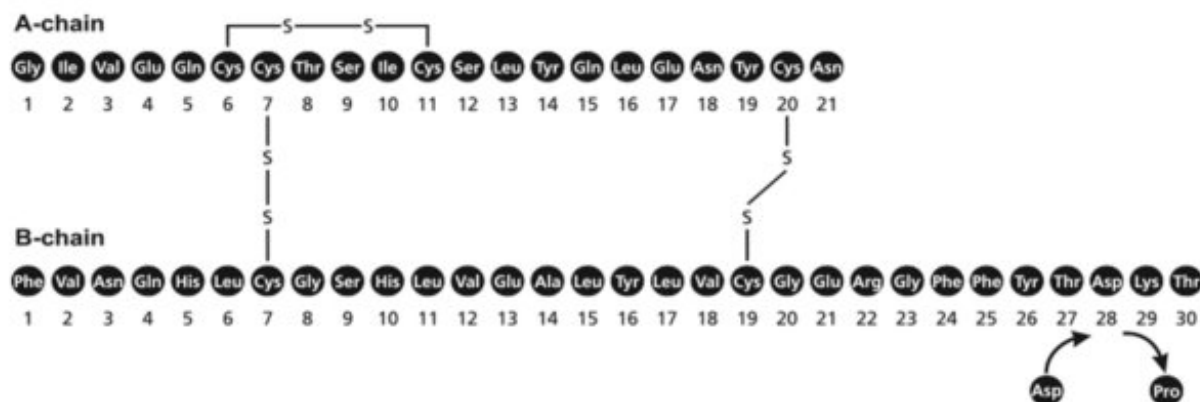 A-chain
S S
Gly Ile Val Glu Gln Cys Cys Thr Ser Ile Cys Ser Leu Tyr Gln Leu Glu Asn Tyr Cys Asn
1 2 3 4 5 6 7 8 9 10 11 12 13 14 15 16 17 18 19 20 21
S S
S S
B-chain
Phe Val Asn Gln His Leu Cys Gly Ser His Leu Val Glu Ala Leu Tyr Leu Val Cys Gly Glu Arg Gly Phe Phe Tyr Thr Asp Lys Thr
1 2 3 4 5 6 7 8 9 10 11 12 13 14 15 16 17 18 19 20 21 22 23 24 25 26 27 28 29 30
Asp Pro